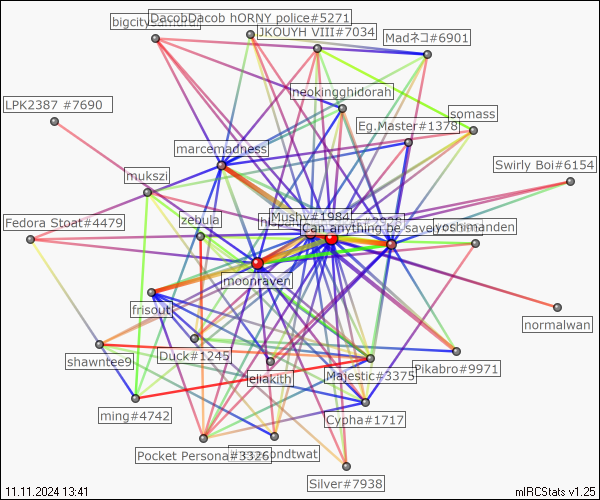 DacobDacob hORNY police#5271
bigcitysamurai
JKOUYH VIII#7034
Madネコ#6901
neokingghidorah
LPK2387 #7690
somass
Eg.Master#1378
marcemadness
Swirly Boi#6154
mukszi
Mushy#1984
zebula
Fedora Stoat#4479
Can anything be saved
yoshimanden
moonraven
frisout
normalwan
Duck#1245
shawntee9
Pikabro#9971
Majestic#3375
eliakith
ming#4742
Cypha#1717
Pocket Persona#3326
Silver#7938
11.11.2024 13:41
mIRCStats v1.25